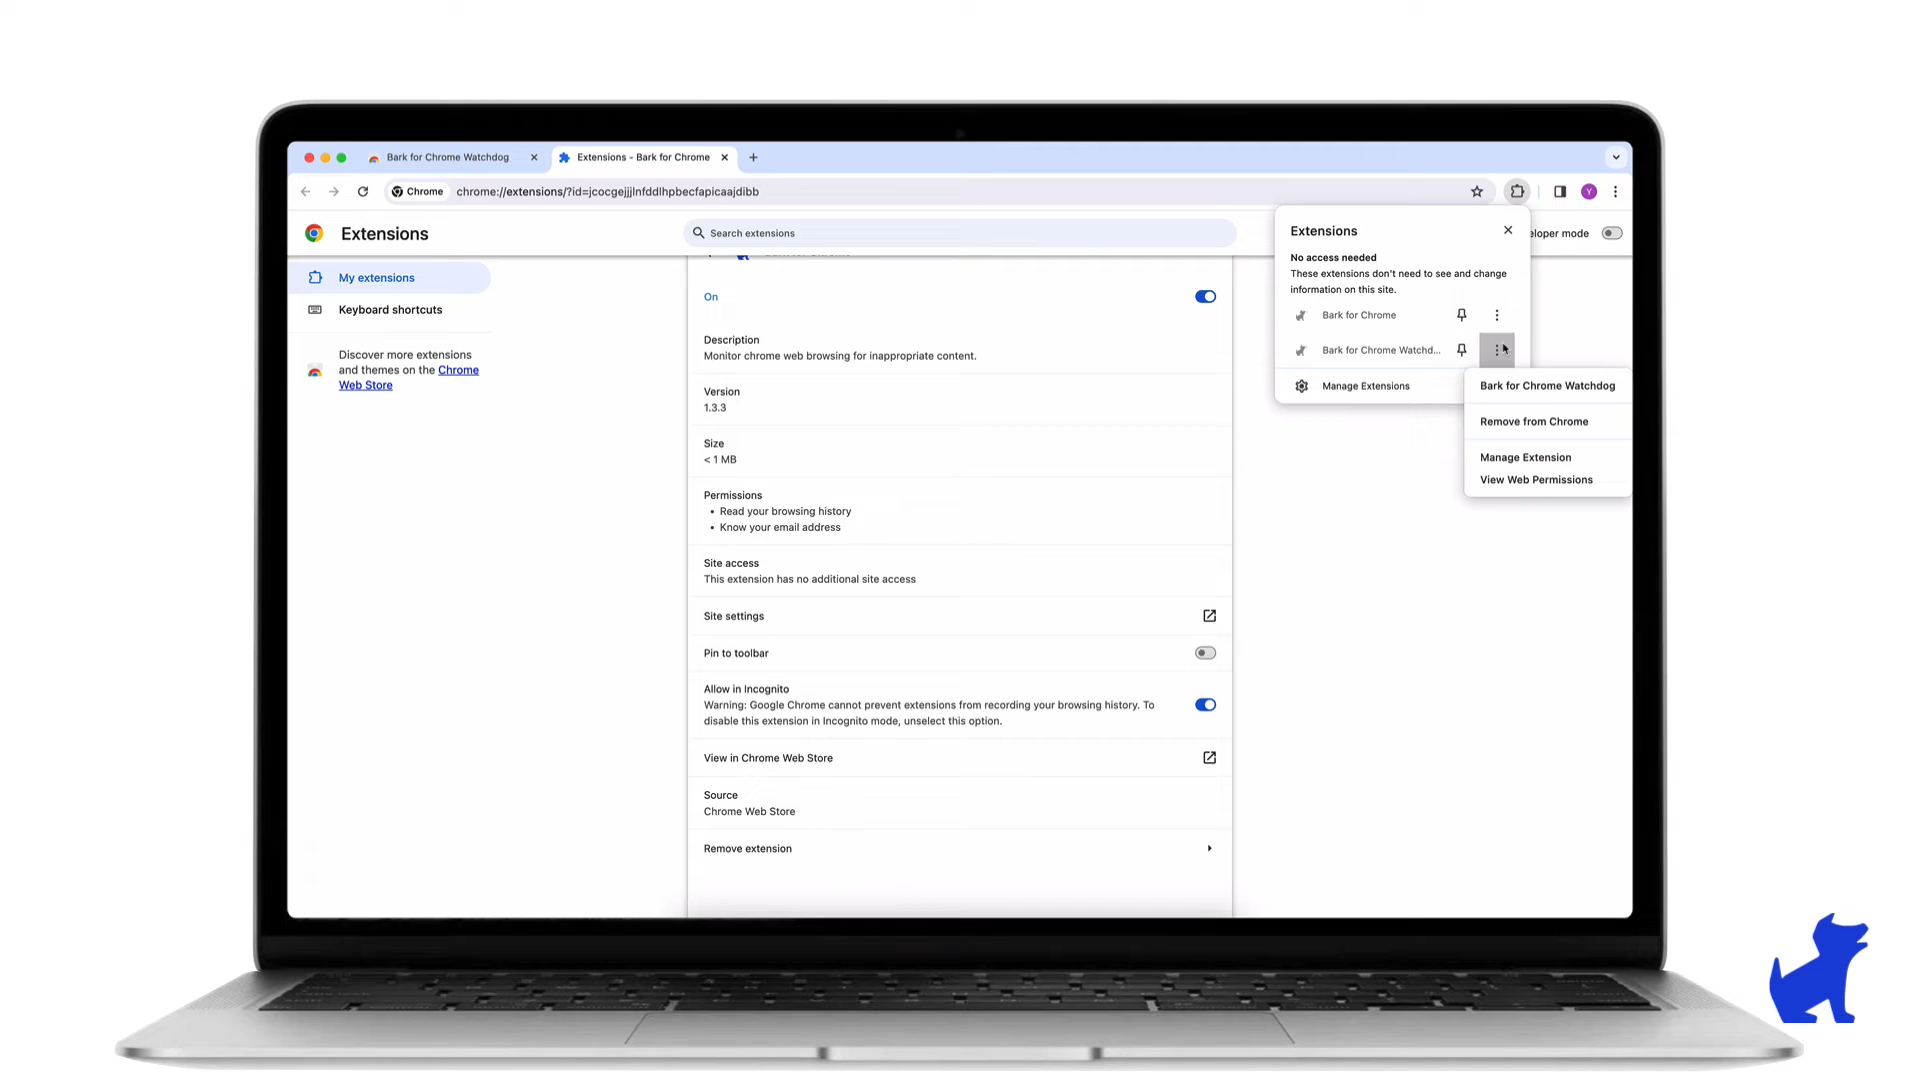 Bark for Chrome Watchdog
Extensions - Bark for Chrome
Chrome
chrome://extensions/?id=jcocgejjjlnfddlhpbecfapicaajdibb
Y
Extensions
Search extensions
eloper mode
My extensions
Keyboard shortcuts
Discover more extensions
and themes on the Chrome
Web Store
On
Description
Monitor chrome web browsing for inappropriate content.
Version
1.3.3
Size
< 1 MB
Permissions
• Read your browsing history
• Know your email address
Site access
This extension has no additional site access
Site settings
Pin to toolbar
Allow in Incognito
Warning: Google Chrome cannot prevent extensions from recording your browsing history. To
disable this extension in Incognito mode, unselect this option.
View in Chrome Web Store
Source
Chrome Web Store
Remove extension
Extensions
No access needed
These extensions don't need to see and change
information on this site.
Bark for Chrome
Bark for Chrome Watchd...
Manage Extensions
Bark for Chrome Watchdog
Remove from Chrome
Manage Extension
View Web Permissions